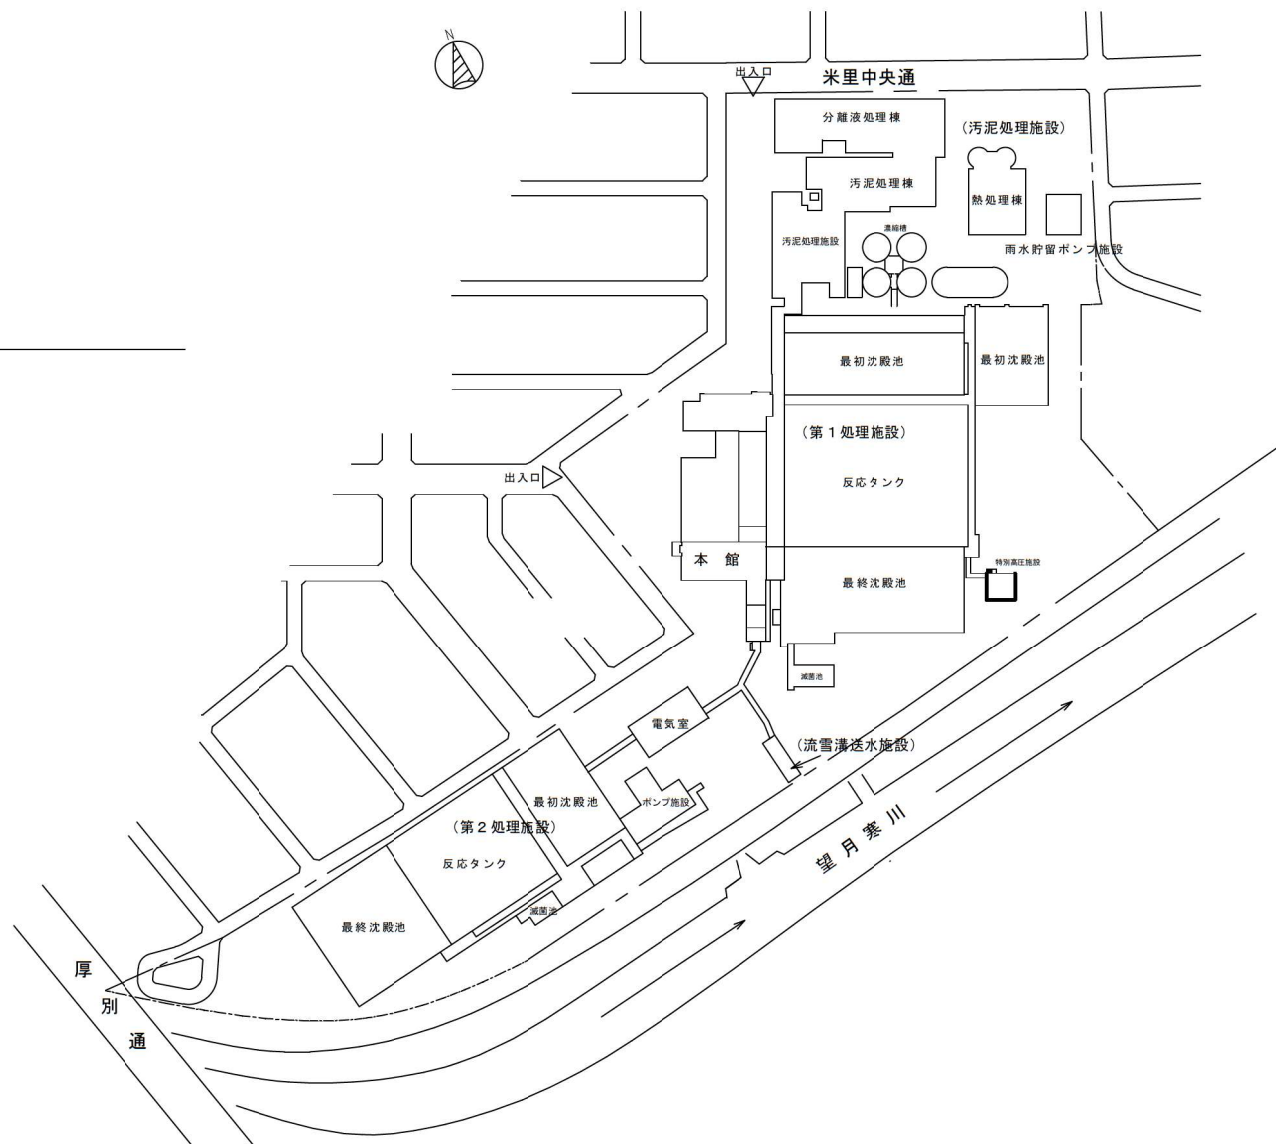 N
出入口
米里中央通
分離液処理棟
(汚泥処理施設)
汚泥処理棟
熱処理棟
濃縮槽
汚泥処理施設
雨水貯留ポンプ施設
最初沈殿池
最初沈殿池
(第1処理施設)
出入口
反応タンク
本館
特別高圧施設
最終沈殿池
滅菌池
電気室
(流雪溝送水施設)
最初沈殿池
ポンプ施設
(第2処理施設)
望月寒川
反応タンク
滅菌池
最終沈殿池
厚別通